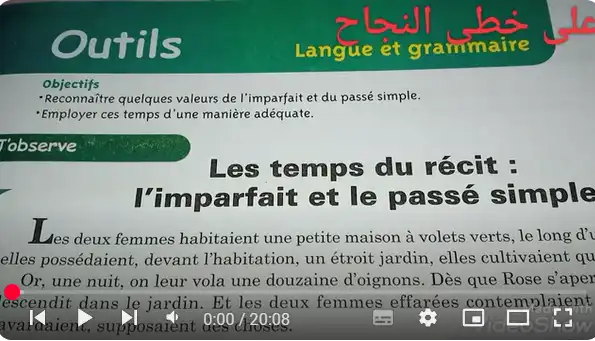 على خطى النجاح
Outils
Langue et grammaire
Objectifs
•Reconnaître quelques valeurs de l'imparfait et du passé simple.
•Employer ces temps d'une manière adéquate.
J'observe
Les temps du récit :
l'imparfait et le passé simple
Les deux femmes habitaient une petite maison à volets verts, le long d'u
elles possédaient, devant l'habitation, un étroit jardin, elles cultivaient qu
Or, une nuit, on leur vola une douzaine d'oignons. Dès que Rose s'aper
descendit dans le jardin. Et les deux femmes effarées contemplaient
avardaient, supposaient des choses.
0:00 / 20:08
VideoShow